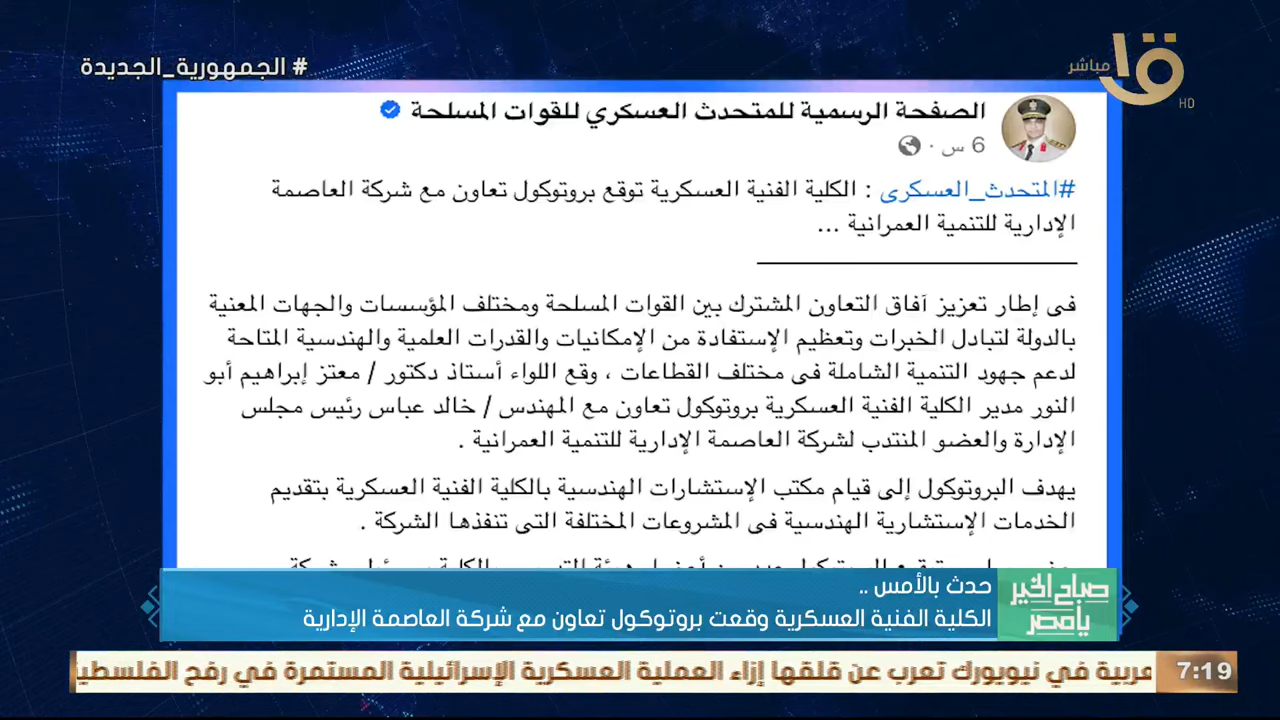 # الجمهورية_الجديدة
مباشر
HD
الصفحة الرسمية للمتحدث العسكري للقوات المسلحة
6 س ·
#المتحدث_العسكرى : الكلية الفنية العسكرية توقع بروتوكول تعاون مع شركة العاصمة
الإدارية للتنمية العمرانية ...
فى إطار تعزيز آفاق التعاون المشترك بين القوات المسلحة ومختلف المؤسسات والجهات المعنية
بالدولة لتبادل الخبرات وتعظيم الإستفادة من الإمكانيات والقدرات العلمية والهندسية المتاحة
لدعم جهود التنمية الشاملة فى مختلف القطاعات ، وقع اللواء أستاذ دكتور / معتز إبراهيم أبو
النور مدير الكلية الفنية العسكرية بروتوكول تعاون مع المهندس / خالد عباس رئيس مجلس
الإدارة والعضو المنتدب لشركة العاصمة الإدارية للتنمية العمرانية .
يهدف البروتوكول إلى قيام مكتب الإستشارات الهندسية بالكلية الفنية العسكرية بتقديم
الخدمات الإستشارية الهندسية فى المشروعات المختلفة التى تنفذها الشركة .
صباح الخير يا مصر
حدث بالأمس ..
الكلية الفنية العسكرية وقعت بروتوكول تعاون مع شركة العاصمة الإدارية
7:19
في نيويورك تعرب عن قلقها إزاء العملية العسكرية الإسرائيلية المستمرة في رفح